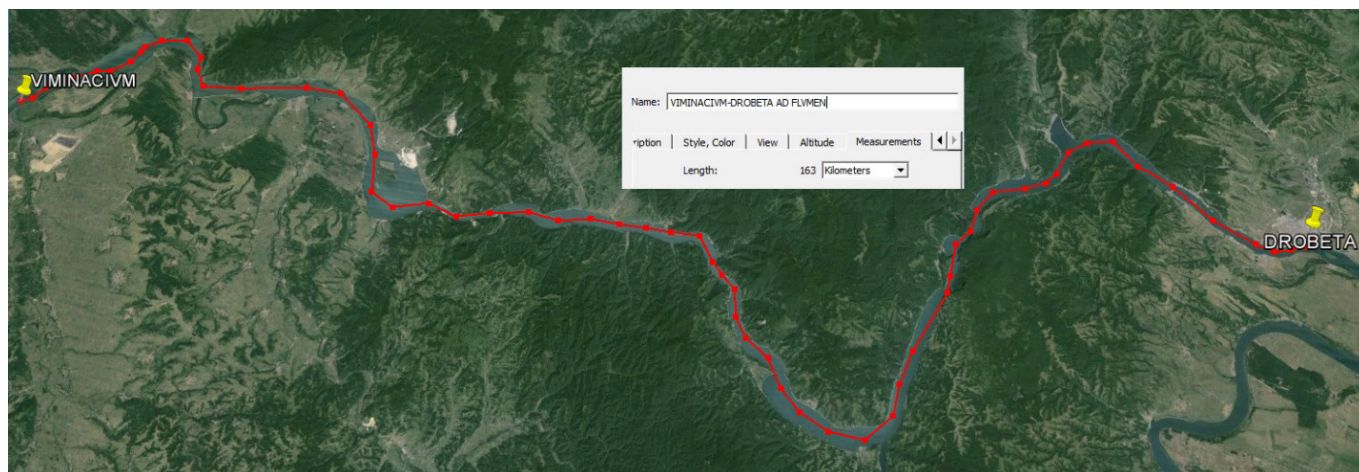 VIMINACIVM
Name: VIMINACIVM-DROBETA AD FLVMEN
ription Style, Color View Altitude Measurements
Length: 163 Kilometers
DROBETA